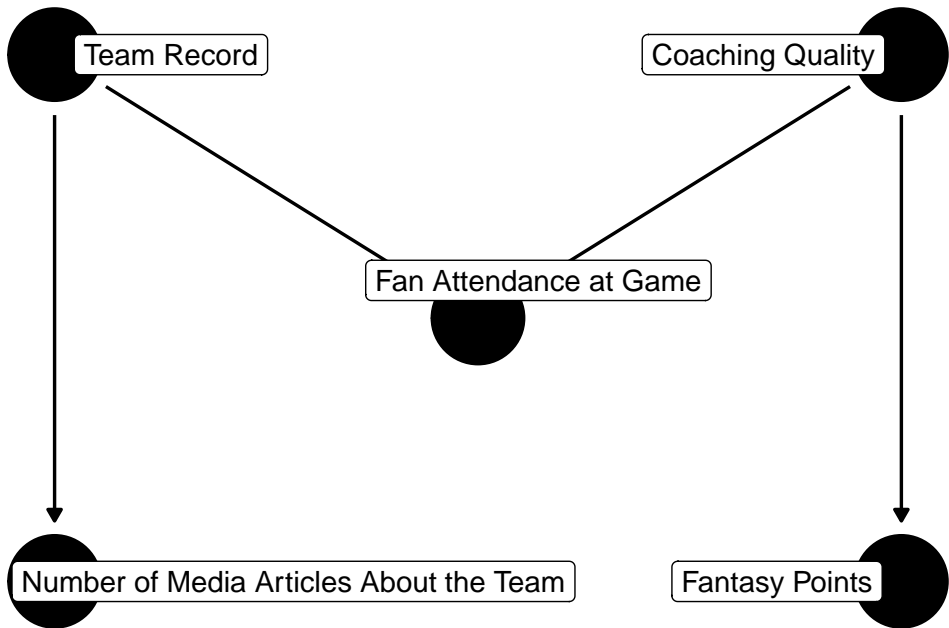 Team Record
Coaching Quality
Fan Attendance at Game
Number of Media Articles About the Team
Fantasy Points